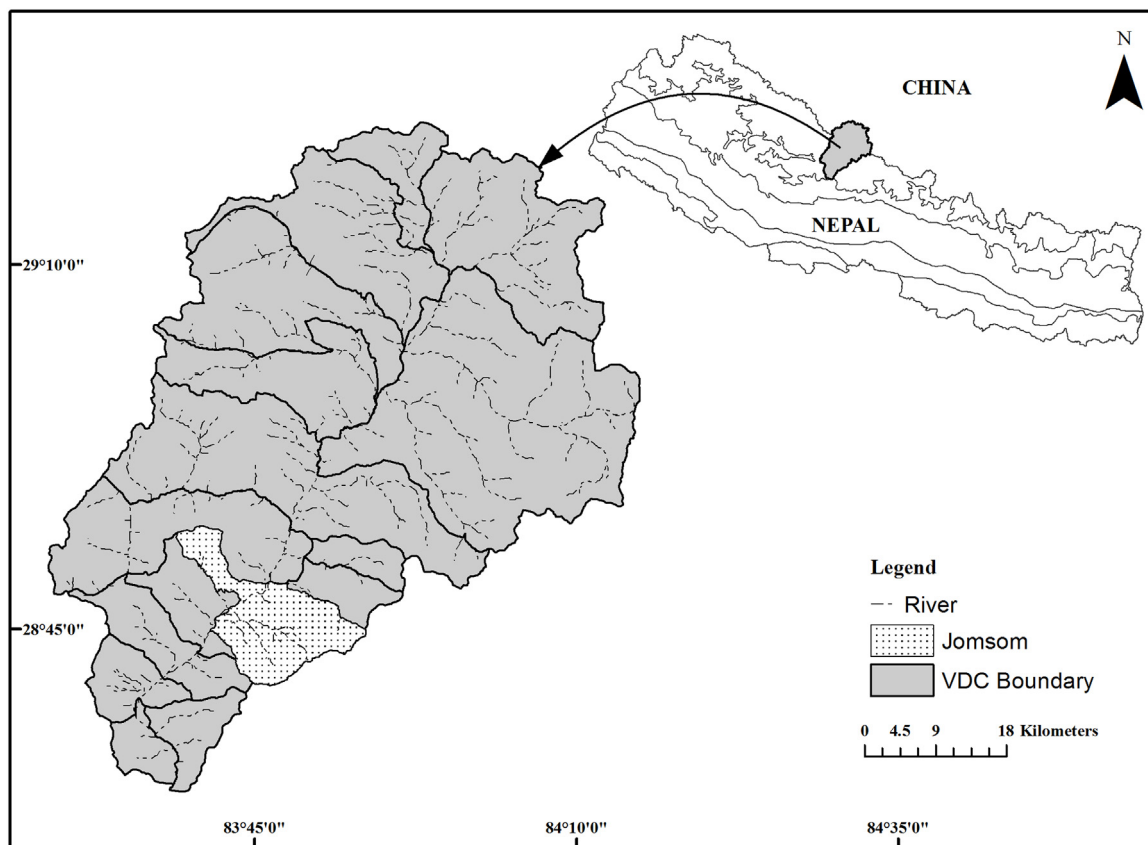 N
CHINA
NEPAL
29°10'0"
28°45'0"
Legend
River
Jomsom
VDC Boundary
0 4.5 9 18 Kilometers
83°45'0" 84°10'0" 84°35'0"